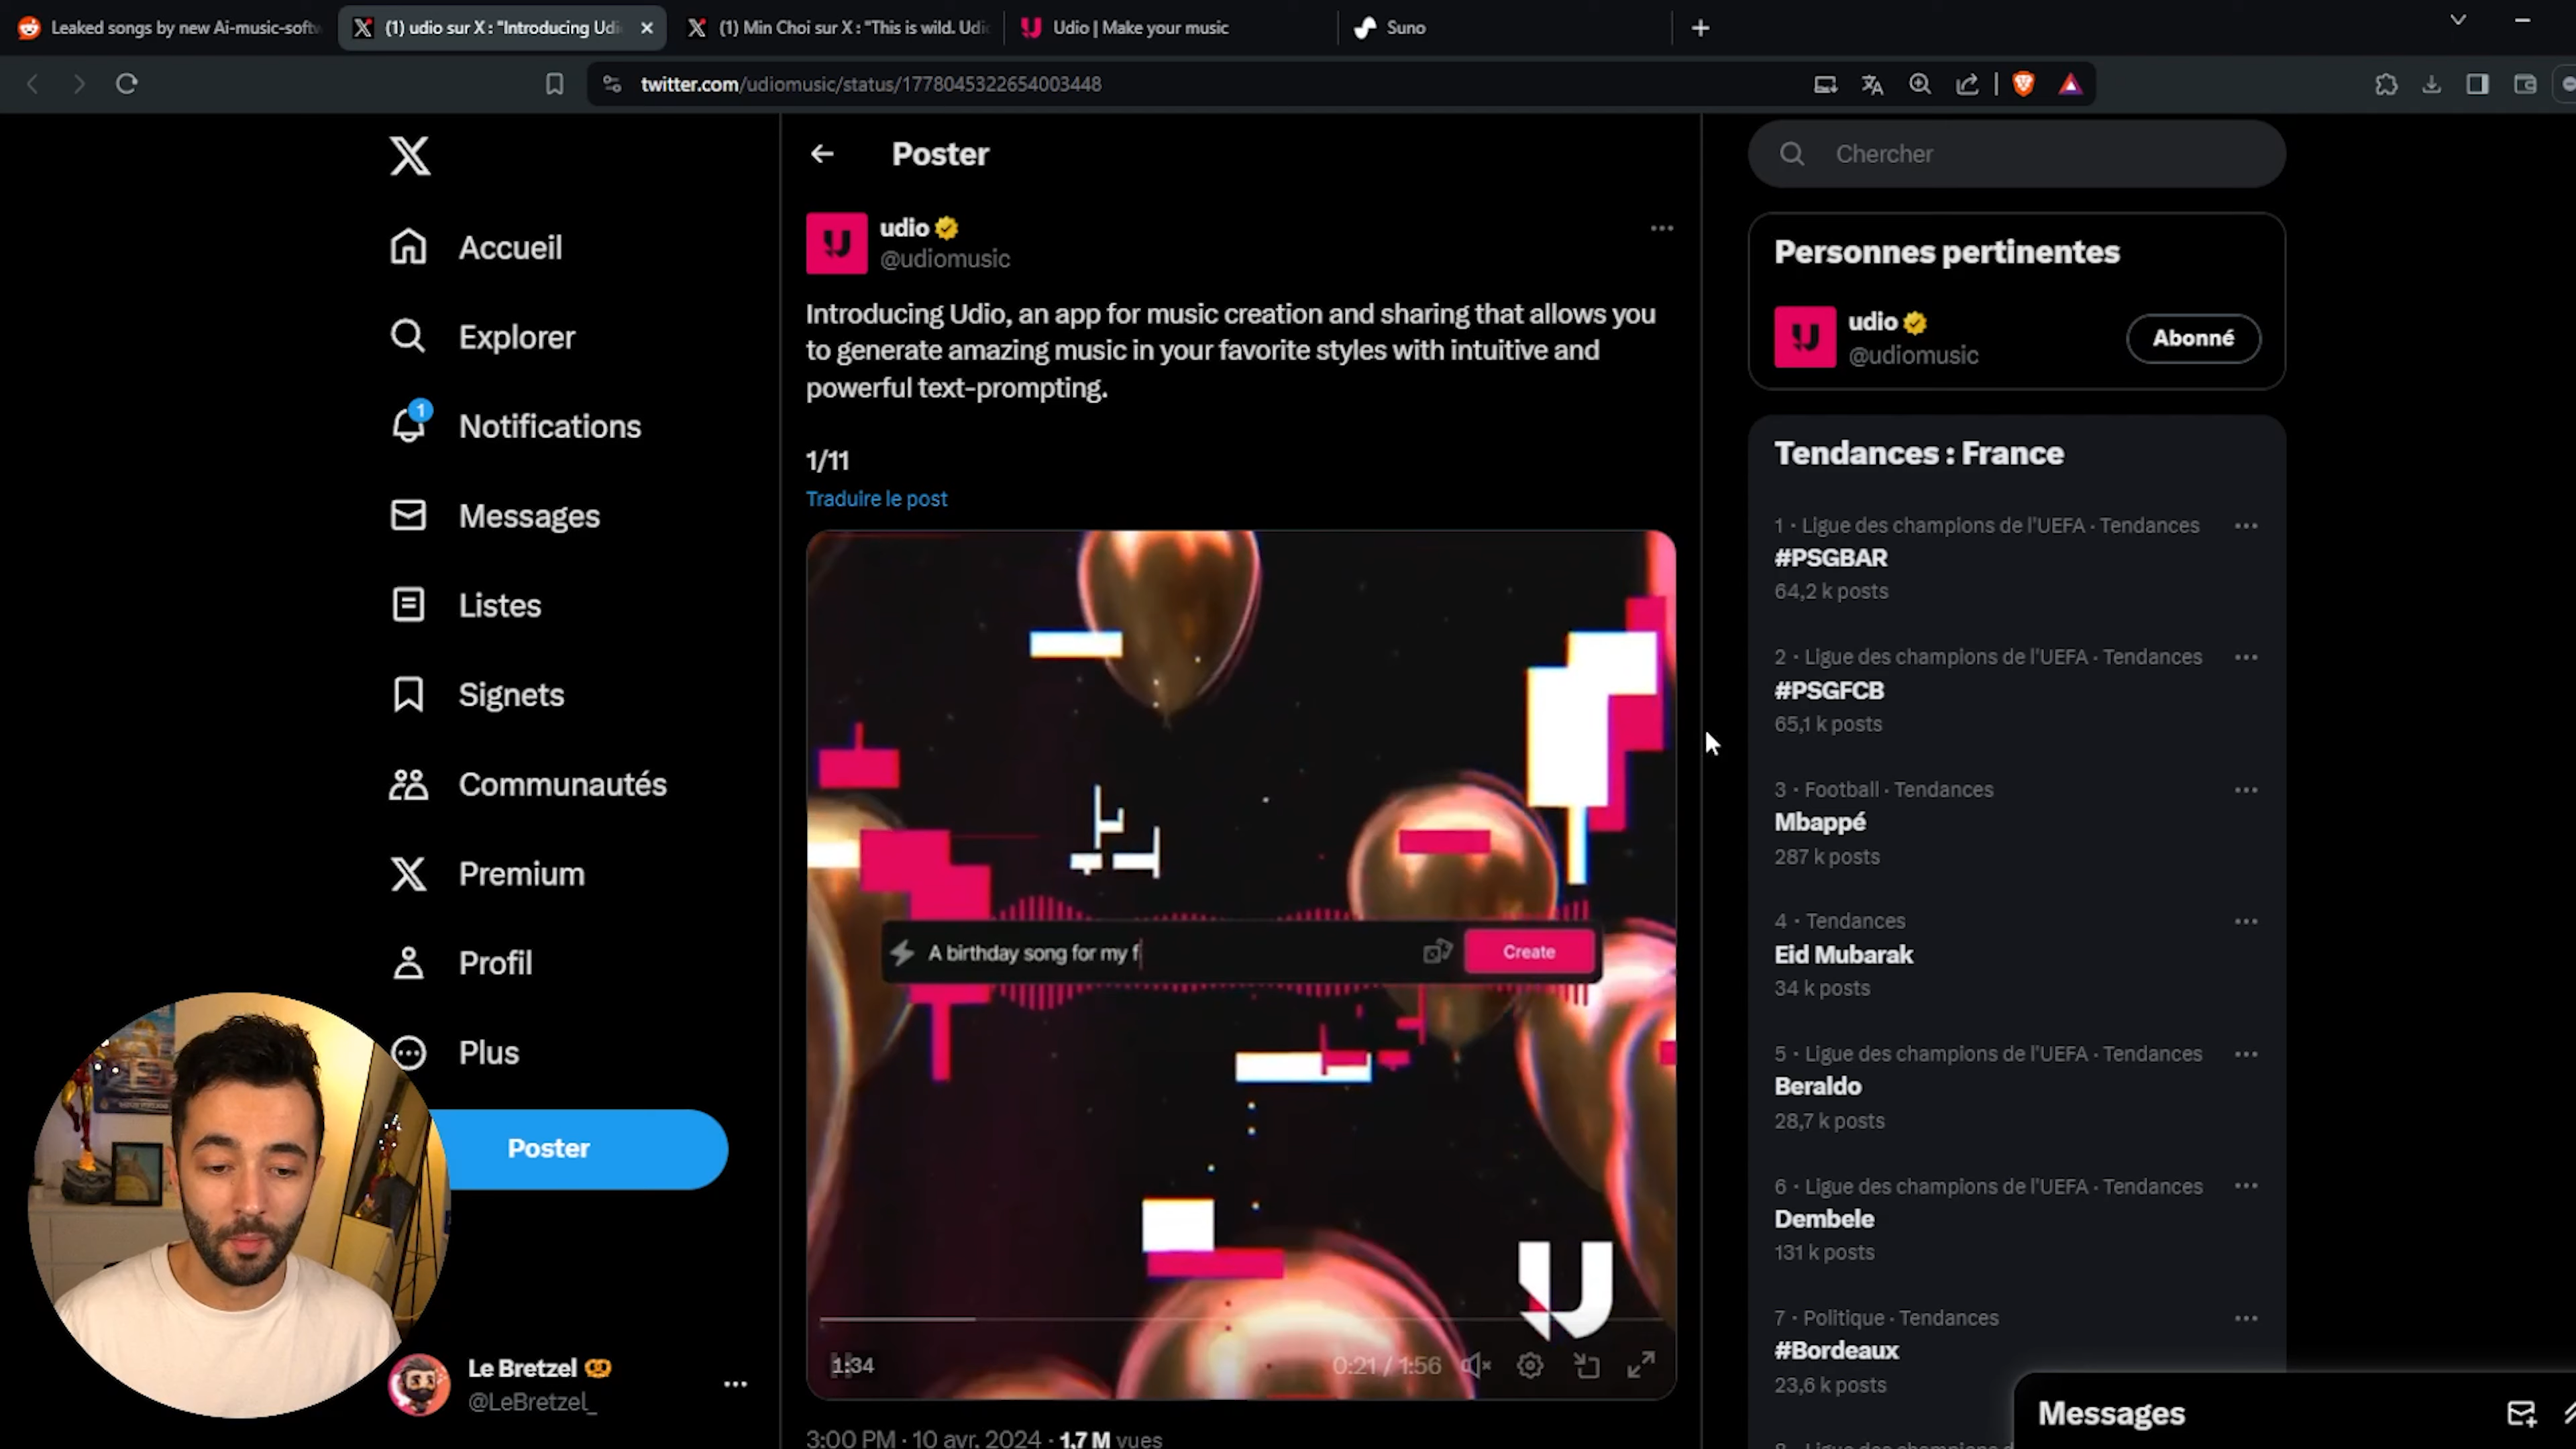 Leaked songs by new Ai-music-softw
(1) udio sur X : "Introducing Udi
(1) Min Choi sur X : "This is wild. Udi
Udio | Make your music
Suno
twitter.com/udiomusic/status/1778045322654003448
Accueil
Explorer
1
Notifications
Messages
Listes
Signets
Communautés
Premium
Profil
Plus
Poster
Le Bretzel
@LeBretzel_
Poster
udio
@udiomusic
Introducing Udio, an app for music creation and sharing that allows you
to generate amazing music in your favorite styles with intuitive and
powerful text-prompting.
1/11
Traduire le post
A birthday song for my f
Create
1:34
0:21 / 1:56
3:00 PM · 10 avr. 2024 · 1,7 M vues
Chercher
Personnes pertinentes
udio
@udiomusic
Abonné
Tendances : France
1 · Ligue des champions de l'UEFA · Tendances
#PSGBAR
64,2 k posts
2 · Ligue des champions de l'UEFA · Tendances
#PSGFCB
65,1 k posts
3 · Football · Tendances
Mbappé
287 k posts
4 · Tendances
Eid Mubarak
34 k posts
5 · Ligue des champions de l'UEFA · Tendances
Beraldo
28,7 k posts
6 · Ligue des champions de l'UEFA · Tendances
Dembele
131 k posts
7 · Politique · Tendances
#Bordeaux
23,6 k posts
Messages